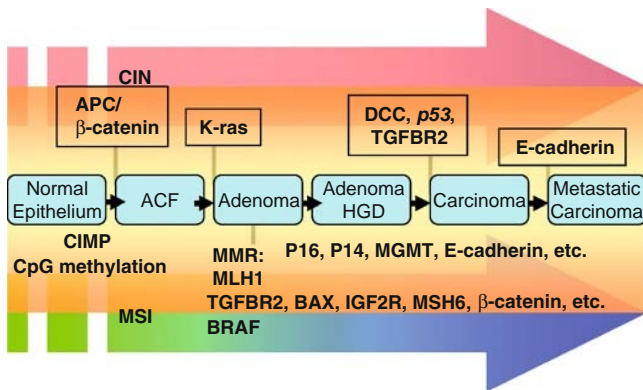 CIN
APC/
β-catenin
K-ras
DCC, p53,
TGFBR2
E-cadherin
Normal
Epithelium
ACF
Adenoma
Adenoma
HGD
Carcinoma
Metastatic
Carcinoma
CIMP
CpG methylation
MMR:
MLH1
P16, P14, MGMT, E-cadherin, etc.
TGFBR2, BAX, IGF2R, MSH6, β-catenin, etc.
BRAF
MSI